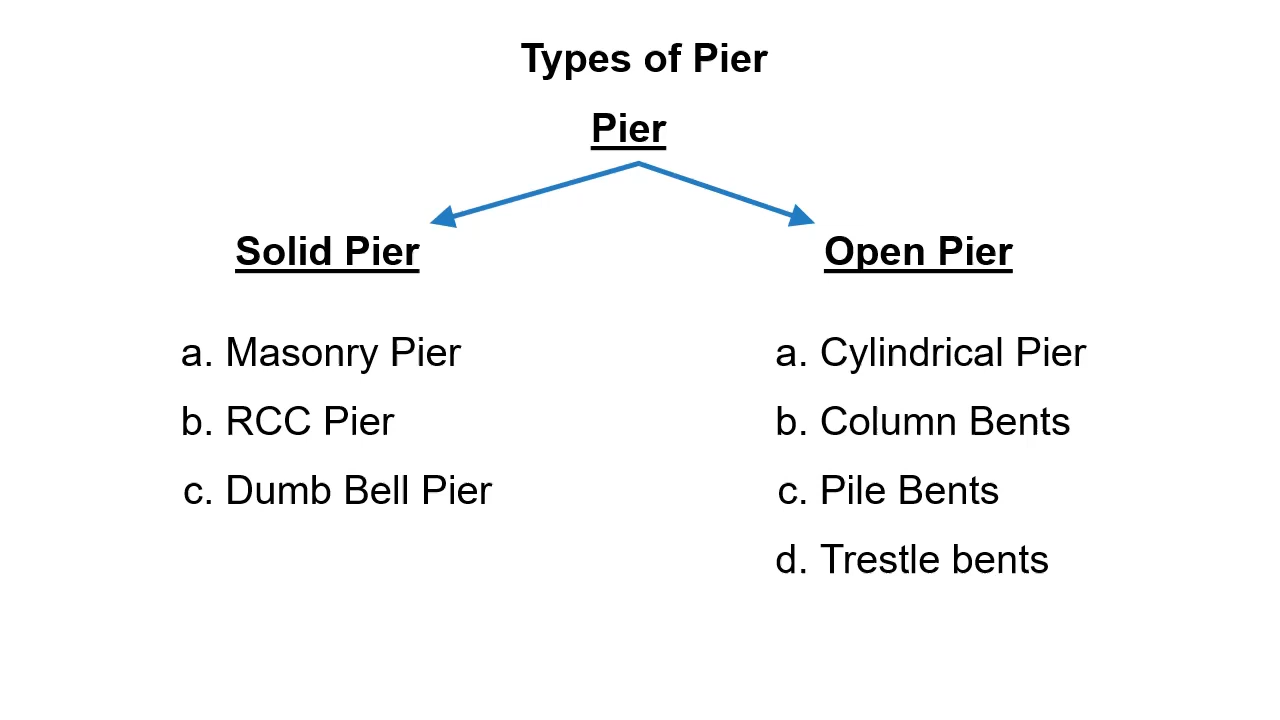 Types of Pier
Pier
Solid Pier
a. Masonry Pier
b. RCC Pier
c. Dumb Bell Pier
Open Pier
a. Cylindrical Pier
b. Column Bents
c. Pile Bents
d. Trestle bents